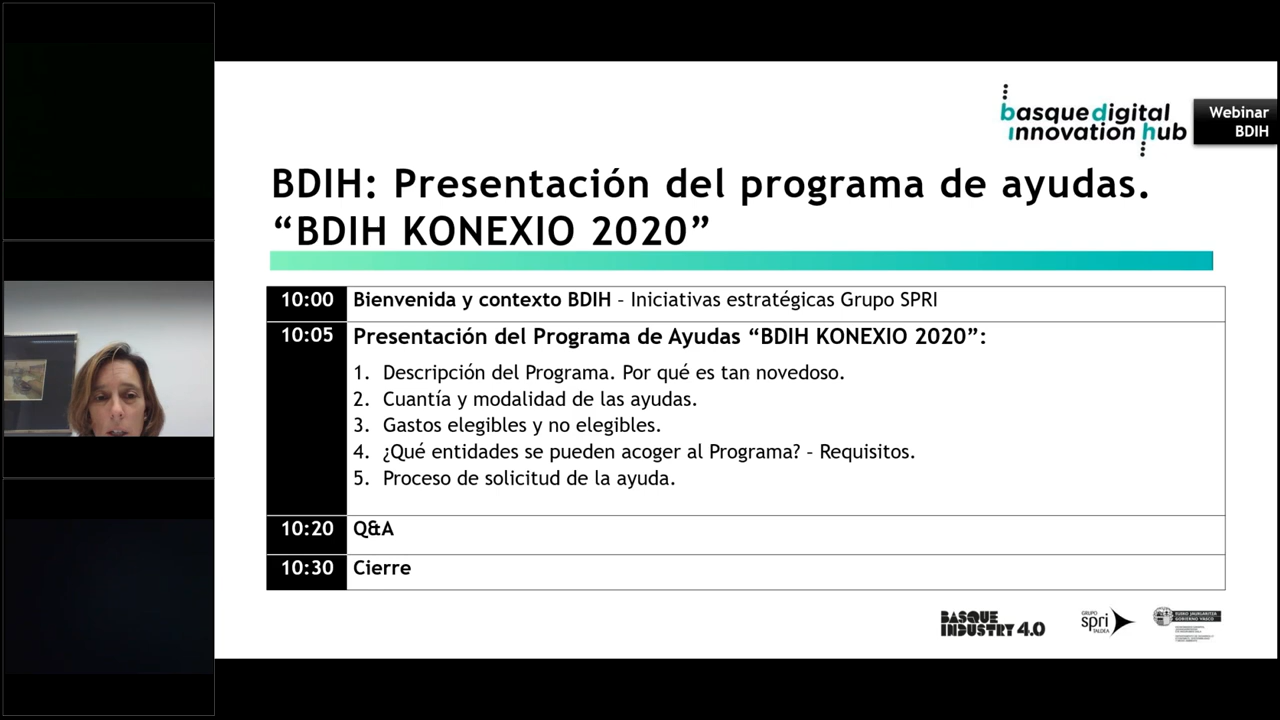 basque digital
innovation hub
Webinar
BDIH
BDIH: Presentación del programa de ayudas.
“BDIH KONEXIO 2020”
10:00 Bienvenida y contexto BDIH – Iniciativas estratégicas Grupo SPRI
10:05 Presentación del Programa de Ayudas “BDIH KONEXIO 2020”:
1. Descripción del Programa. Por qué es tan novedoso.
2. Cuantía y modalidad de las ayudas.
3. Gastos elegibles y no elegibles.
4. ¿Qué entidades se pueden acoger al Programa? – Requisitos.
5. Proceso de solicitud de la ayuda.
10:20 Q&A
10:30 Cierre
BASQUE
INDUSTRY 4.0
GRUPO
spri
TALDEA
EUSKO JAURLARITZA
GOBIERNO VASCO